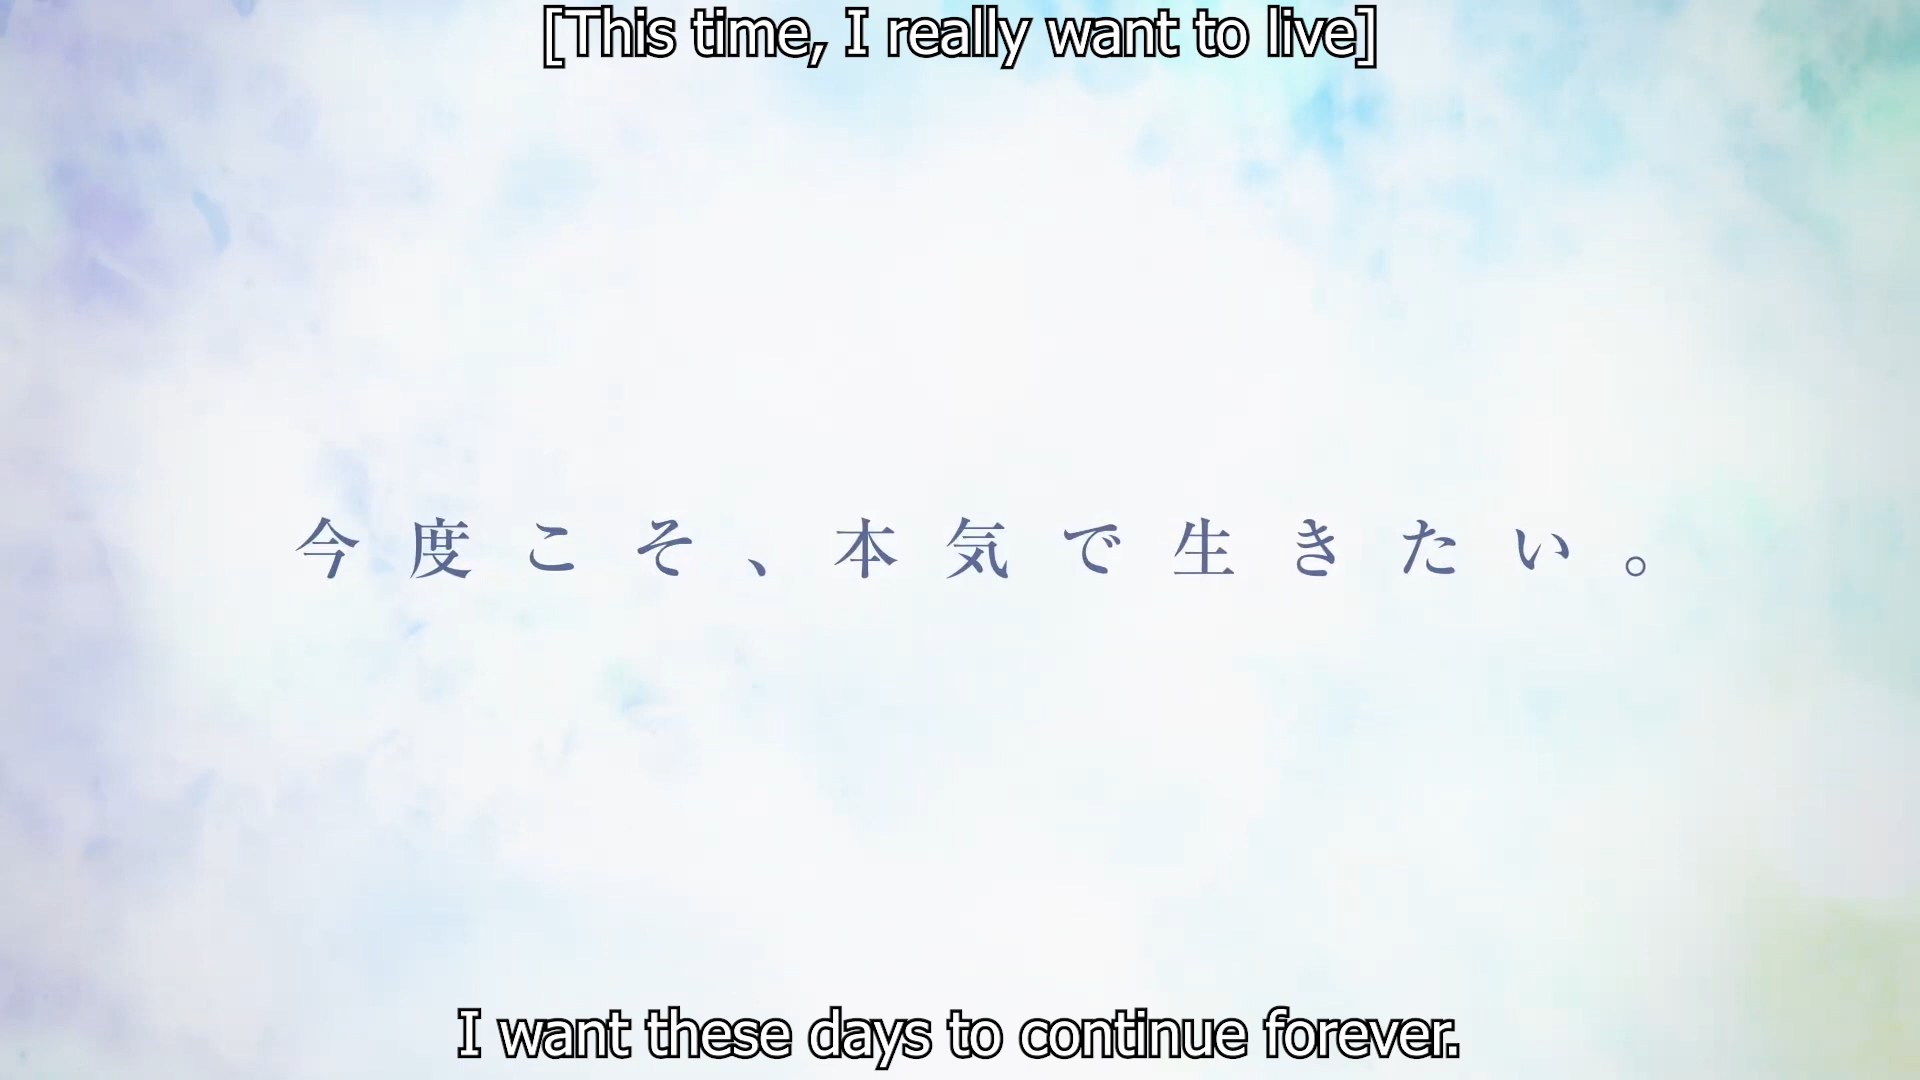 [This time, I really want to live]
今度こそ、本気で生きたい。
I want these days to continue forever.